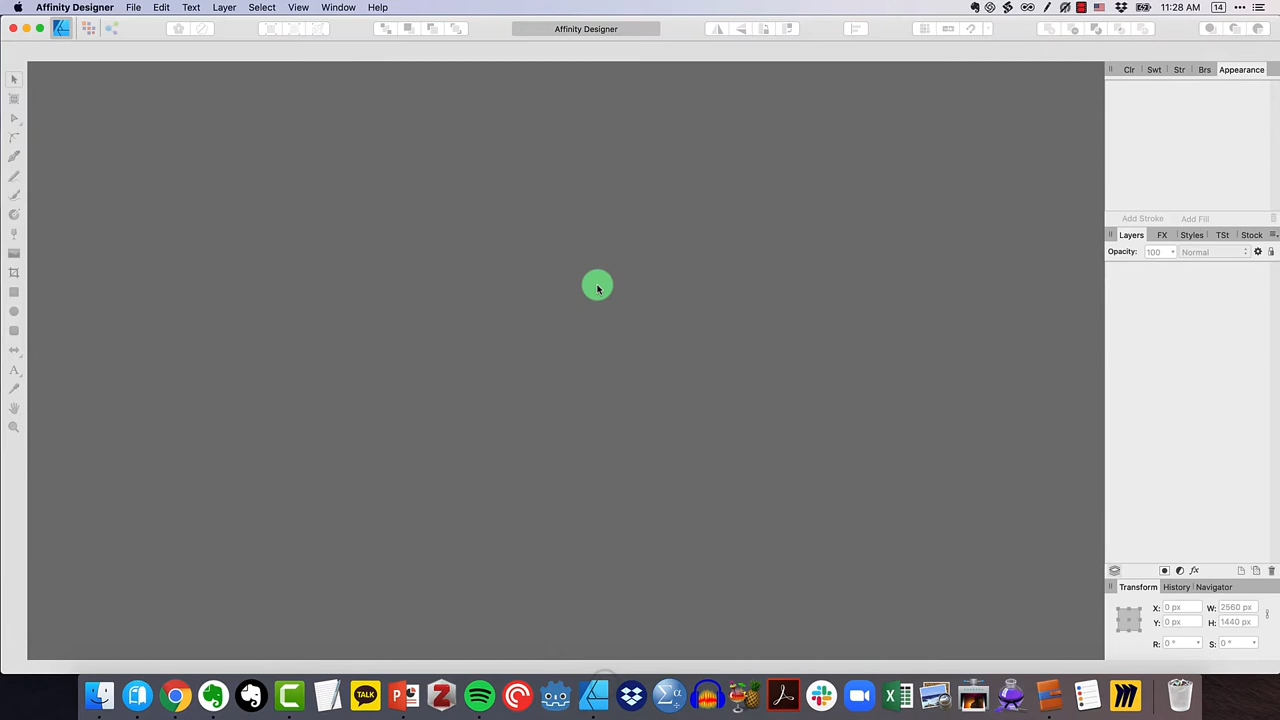 Affinity Designer File Edit Text Layer Select View Window Help 11:28 AM 14
Affinity Designer
Clr Swt Str Brs Appearance
Add Stroke Add Fill
Layers FX Styles TSt Stock
Opacity: 100 Normal
fx
Transform History Navigator
X: 0 px W: 2560 px
Y: 0 px H: 1440 px
R: 0 ° S: 0 °
A
TALK